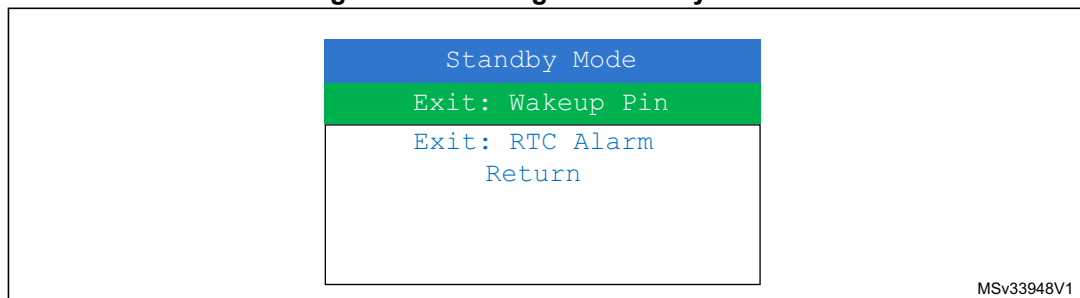 Standby Mode
Exit: Wakeup Pin
Exit: RTC Alarm
Return
MSv33948V1